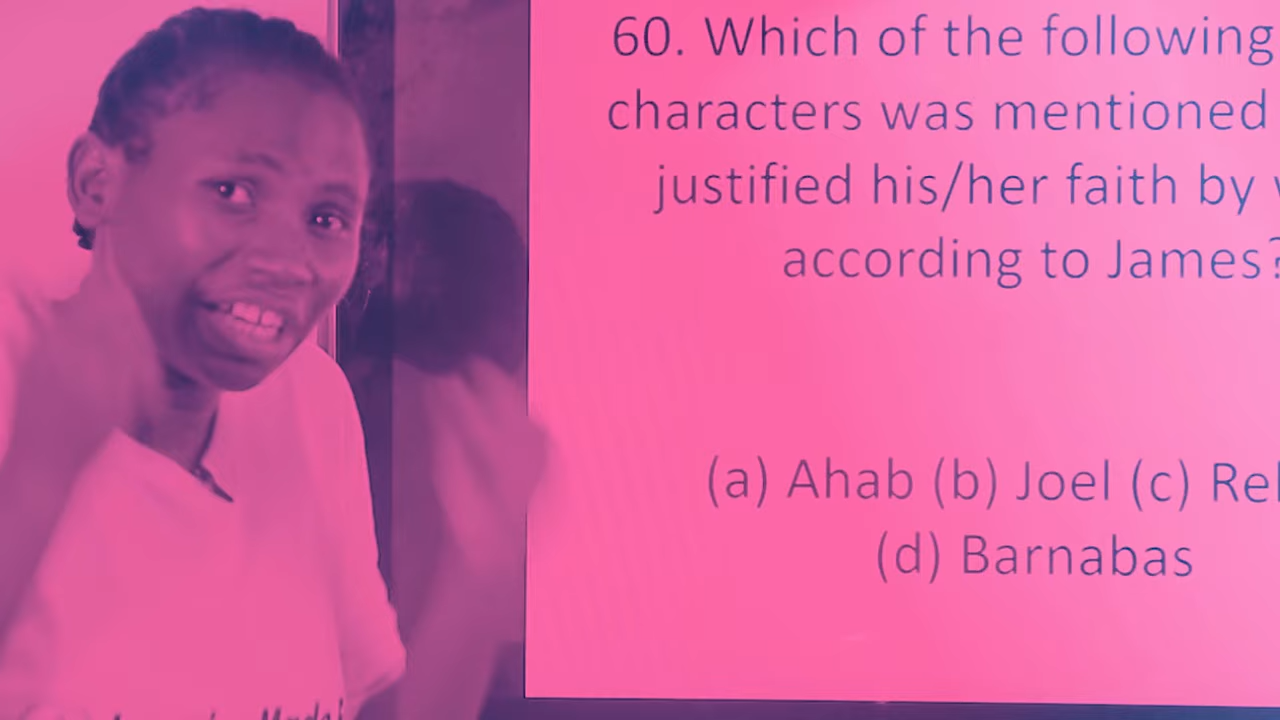 60. Which of the following
characters was mentioned
justified his/her faith by
according to James?
(a) Ahab (b) Joel (c)
(d) Barnabas